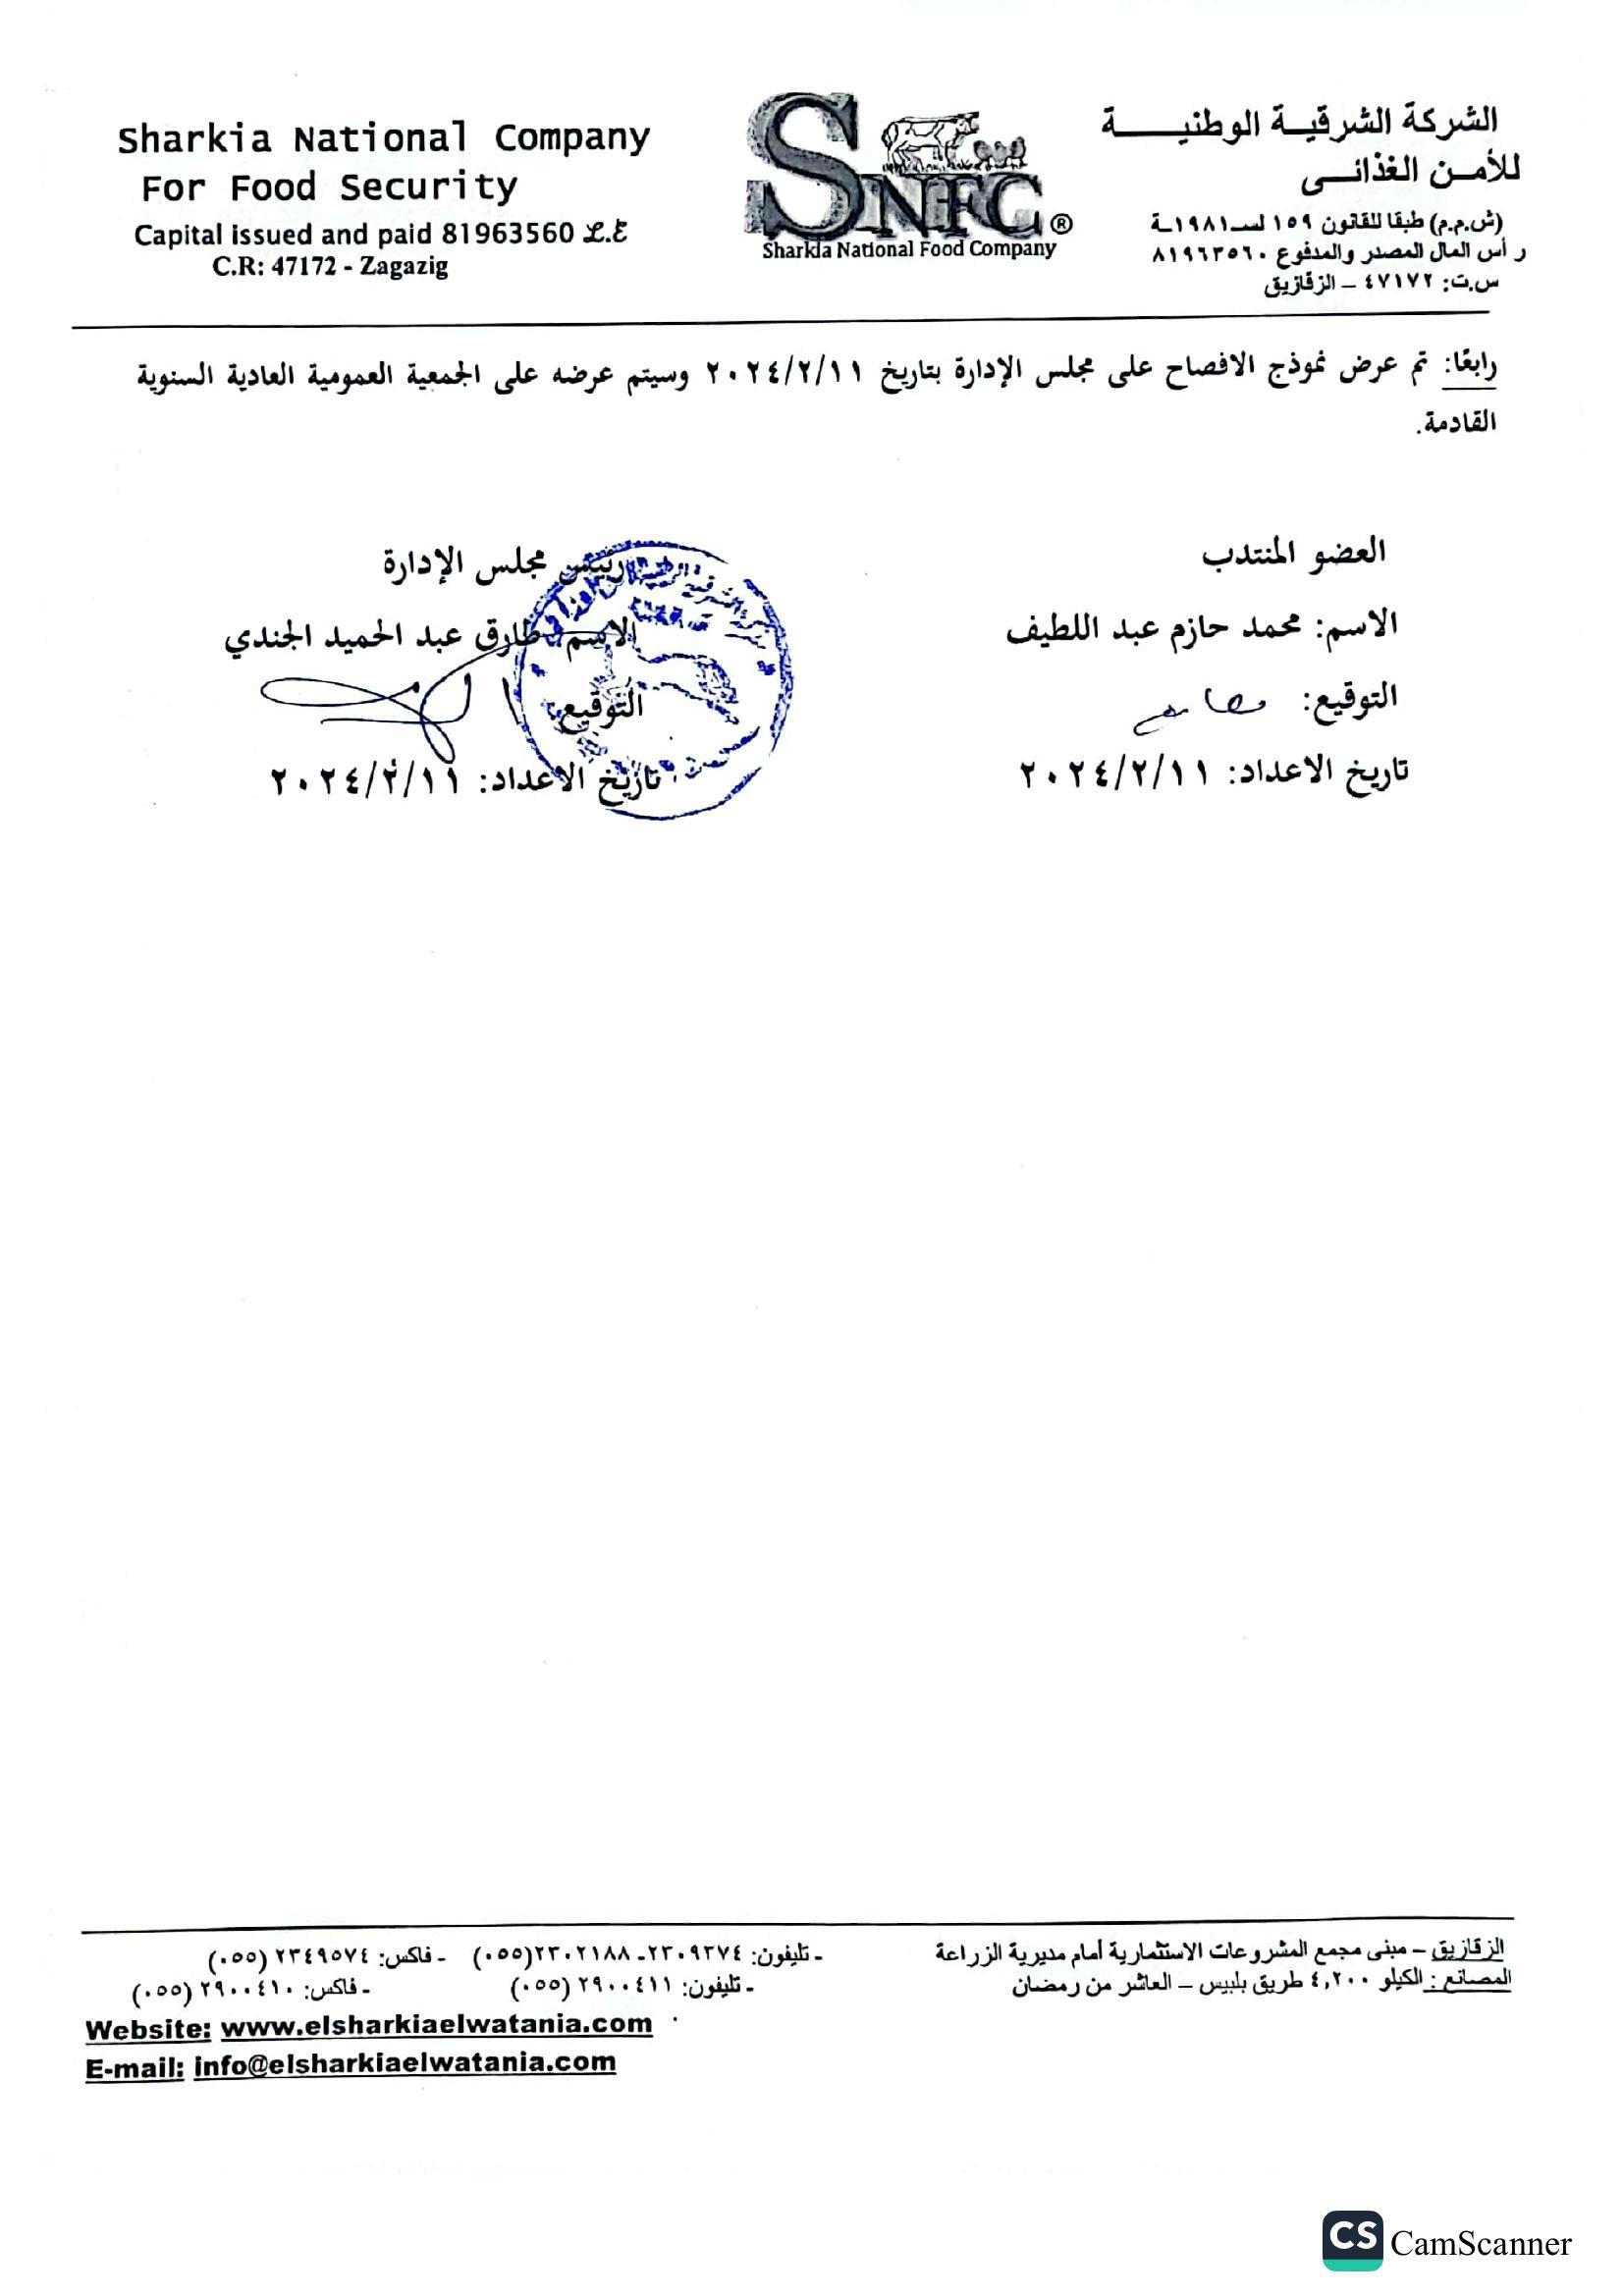 Sharkia National Company
For Food Security
Capital issued and paid 81963560 L.E
C.R: 47172 - Zagazig
SNFC®
Sharkia National Food Company
الشركة الشرقية الوطنيـــــــة
للأمـن الغذائـــى
(ش.م.م) طبقا للقانون ١٥٩ لسـ١٩٨١ـة
رأس المال المصدر والمدفوع ٨١٩٦٣٥٦٠
س.ت: ٤٧١٧٢ – الزقازيق
رابعًا: تم عرض نموذج الافصاح على مجلس الإدارة بتاريخ ٢٠٢٤/٢/١١ وسيتم عرضه على الجمعية العمومية العادية السنوية
القادمة.
العضو المنتدب
الاسم: محمد حازم عبد اللطيف
التوقيع:
تاريخ الاعداد: ٢٠٢٤/٢/١١
رئيس مجلس الإدارة
الاسم: طارق عبد الحميد الجندي
التوقيع:
تاريخ الاعداد: ٢٠٢٤/٢/١١
الزقازيق – مبنى مجمع المشروعات الاستثمارية أمام مديرية الزراعة
المصانع : الكيلو ٤,٢٠٠ طريق بلبيس – العاشر من رمضان
- تليفون: ٢٣٠٩٢٧٤-٢٣٠٢١٨٨(٠٥٥) - فاكس: ٢٣٤٩٥٧٤ (٠٥٥)
- تليفون: ٢٩٠٠٤١١ (٠٥٥) - فاكس: ٢٩٠٠٤١٠ (٠٥٥)
Website: www.elsharkiaelwatania.com
E-mail: info@elsharkiaelwatania.com
CS CamScanner